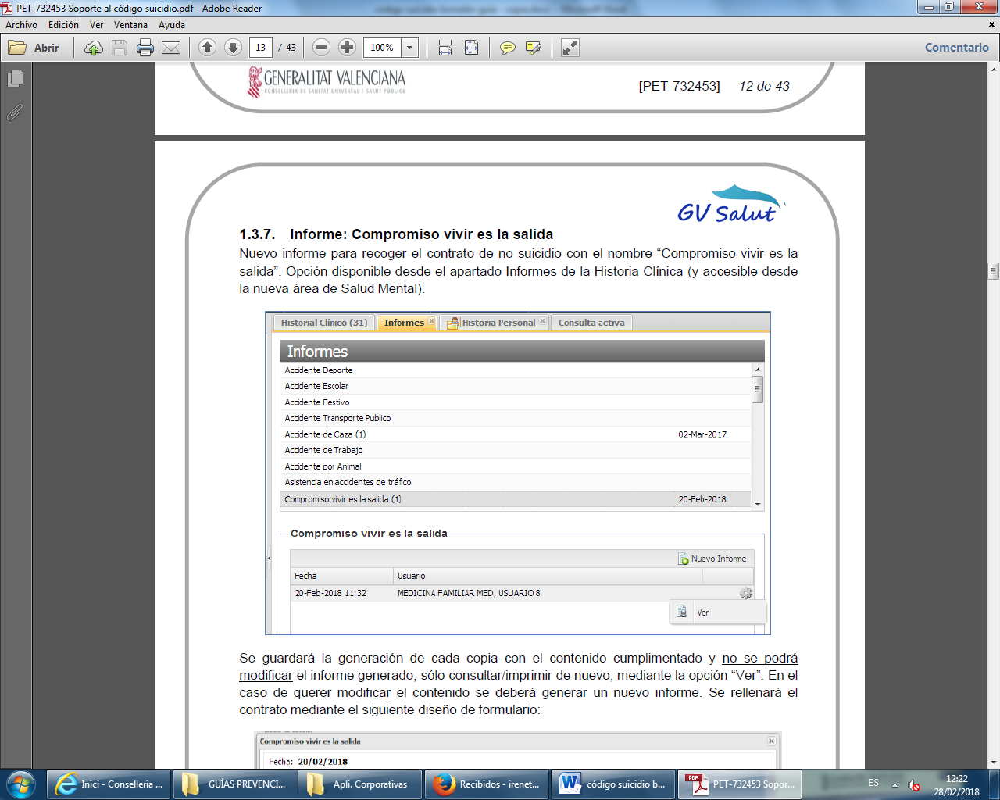 PET-732453 Soporte al código suicidio.pdf - Adobe Reader
Archivo Edición Ver Ventana Ayuda
Abrir 13 / 43 100% Comentario
GENERALITAT VALENCIANA
CONSELLERIA DE SANITAT UNIVERSAL I SALUT PÚBLICA
[PET-732453] 12 de 43
GV Salut
1.3.7. Informe: Compromiso vivir es la salida
Nuevo informe para recoger el contrato de no suicidio con el nombre “Compromiso vivir es la
salida”. Opción disponible desde el apartado Informes de la Historia Clínica (y accesible desde
la nueva área de Salud Mental).
Historial Clínico (31) Informes Historia Personal Consulta activa
Informes
Accidente Deporte
Accidente Escolar
Accidente Festivo
Accidente Transporte Publico
Accidente de Caza (1) 02-Mar-2017
Accidente de Trabajo
Accidente por Animal
Asistencia en accidentes de tráfico
Compromiso vivir es la salida (1) 20-Feb-2018
Compromiso vivir es la salida
Nuevo Informe
Fecha Usuario
20-Feb-2018 11:32 MEDICINA FAMILIAR MED, USUARIO 8
Ver
Se guardará la generación de cada copia con el contenido cumplimentado y no se podrá
modificar el informe generado, sólo consultar/imprimir de nuevo, mediante la opción “Ver”. En el
caso de querer modificar el contenido se deberá generar un nuevo informe. Se rellenará el
contrato mediante el siguiente diseño de formulario:
Compromiso vivir es la salida
Fecha: 20/02/2018
Inici - Conselleria ... GUÍAS PREVENCI... Apli. Corporativas Recibidos - irenet... código suicidio b... PET-732453 Sopor... ES 12:22
28/02/2018